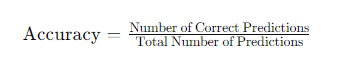 Accuracy = Number of Correct Predictions / Total Number of Predictions